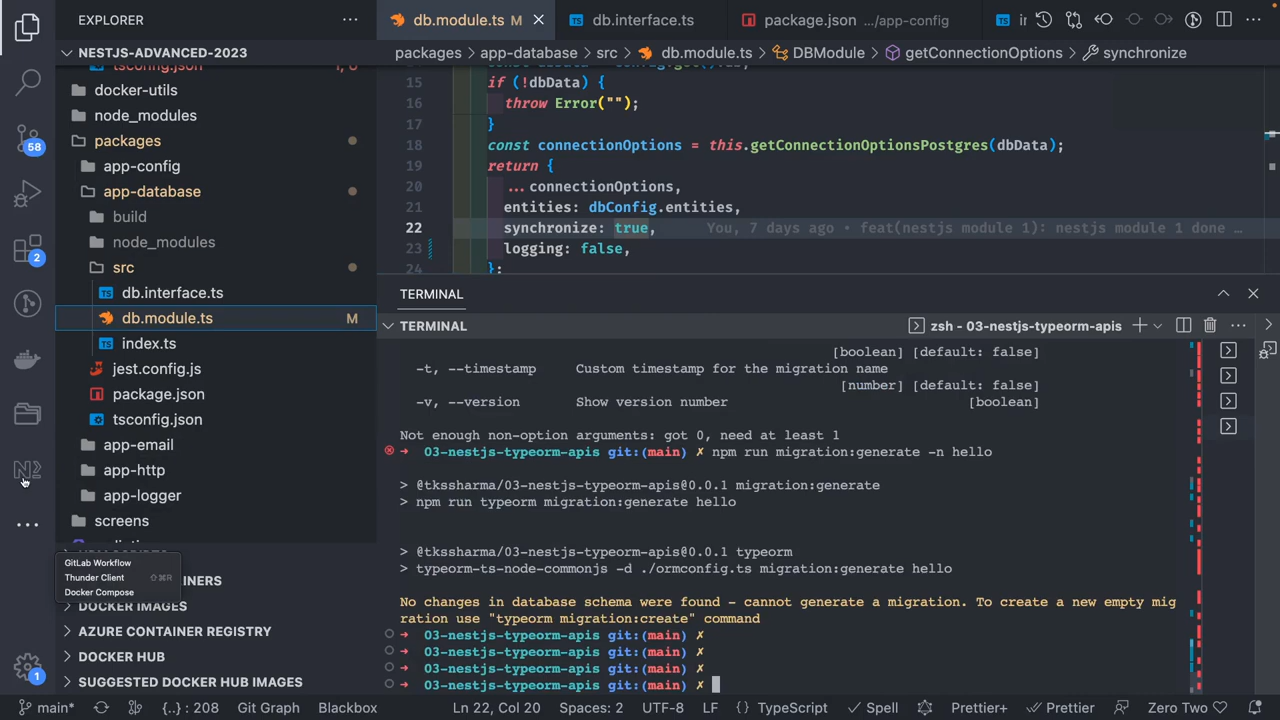 EXPLORER
db.module.ts M
db.interface.ts
package.json .../app-config
NESTJS-ADVANCED-2023
packages app-database src db.module.ts DBModule getConnectionOptions synchronize
tsconfig.json
docker-utils
node_modules
packages
app-config
app-database
build
node_modules
src
db.interface.ts
db.module.ts M
index.ts
jest.config.js
package.json
tsconfig.json
app-email
app-http
app-logger
screens
GitLab Workflow
Thunder Client ⇧⌘R
Docker Compose
DOCKER IMAGES
AZURE CONTAINER REGISTRY
DOCKER HUB
SUGGESTED DOCKER HUB IMAGES
58
2
1
15
16
17
18
19
20
21
22
23
24
if (!dbData) {
throw Error("");
}
const connectionOptions = this.getConnectionOptionsPostgres(dbData);
return {
...connectionOptions,
entities: dbConfig.entities,
synchronize: true, You, 7 days ago • feat(nestjs module 1): nestjs module 1 done …
logging: false,
};
TERMINAL
TERMINAL
zsh - 03-nestjs-typeorm-apis
[boolean] [default: false]
-t, --timestamp Custom timestamp for the migration name
[number] [default: false]
-v, --version Show version number [boolean]
Not enough non-option arguments: got 0, need at least 1
➜ 03-nestjs-typeorm-apis git:(main) ✗ npm run migration:generate -n hello
> @tkssharma/03-nestjs-typeorm-apis@0.0.1 migration:generate
> npm run typeorm migration:generate hello
> @tkssharma/03-nestjs-typeorm-apis@0.0.1 typeorm
> typeorm-ts-node-commonjs -d ./ormconfig.ts migration:generate hello
No changes in database schema were found - cannot generate a migration. To create a new empty mig
ration use "typeorm migration:create" command
➜ 03-nestjs-typeorm-apis git:(main) ✗
➜ 03-nestjs-typeorm-apis git:(main) ✗
➜ 03-nestjs-typeorm-apis git:(main) ✗
➜ 03-nestjs-typeorm-apis git:(main) ✗
main* {..} : 208 Git Graph Blackbox Ln 22, Col 20 Spaces: 2 UTF-8 LF {} TypeScript Spell Prettier+ Prettier Zero Two